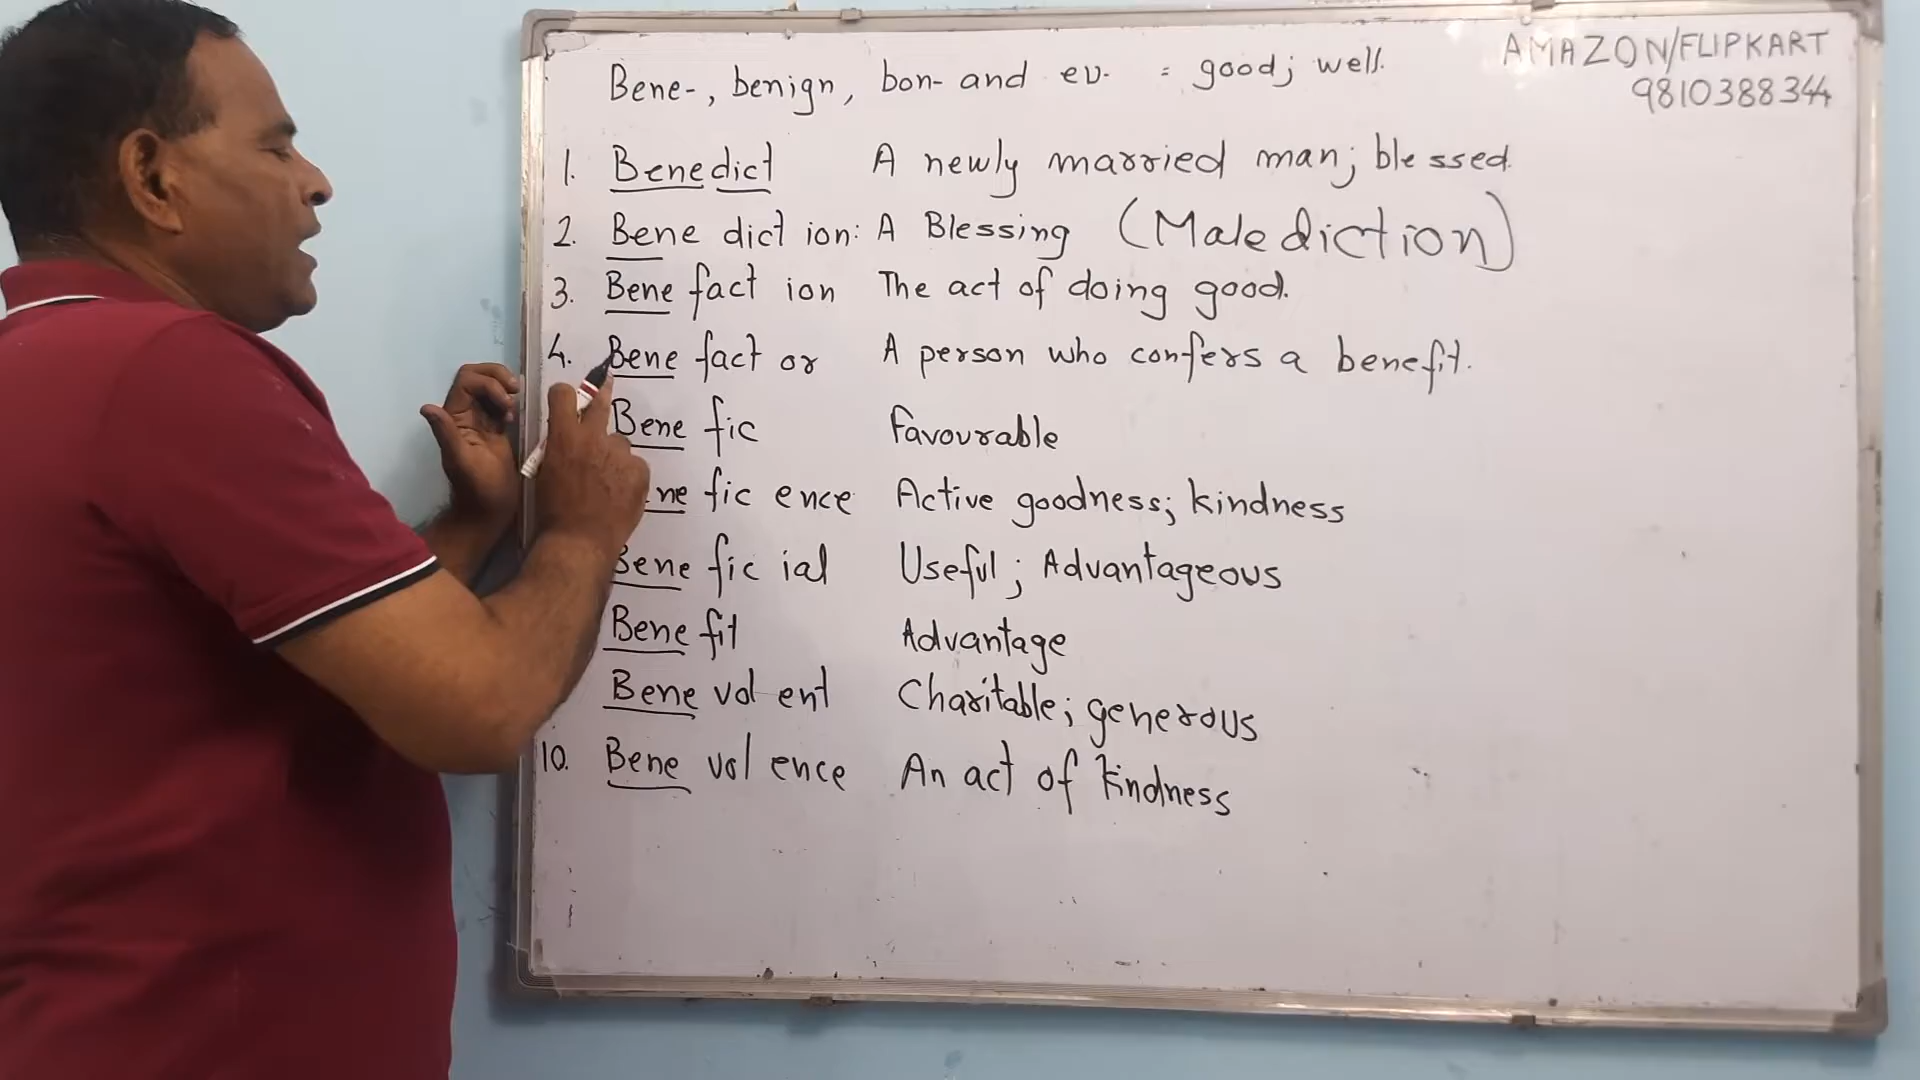 AMAZON/FLIPKART
9810388344
Bene-, benign, bon- and eu- = good; well.
1. Benedict A newly married man; blessed.
2. Bene dict ion: A Blessing (Malediction)
3. Bene fact ion The act of doing good.
4. Bene fact or A person who confers a benefit.
Bene fic Favourable
ne fic ence Active goodness; kindness
Bene fic ial Useful; Advantageous
Bene fit Advantage
Bene vol ent Charitable; generous
10. Bene vol ence An act of kindness